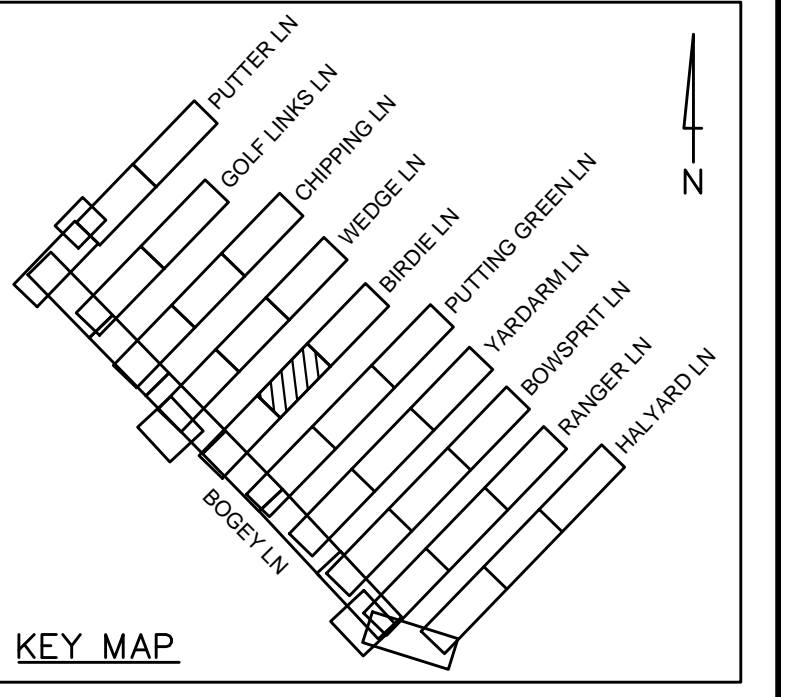 PUTTER LN
GOLF LINKS LN
CHIPPING LN
WEDGE LN
BIRDIE LN
PUTTING GREEN LN
YARDARM LN
BOWSPRIT LN
RANGER LN
HALYARD LN
BOGEY LN
N
KEY MAP